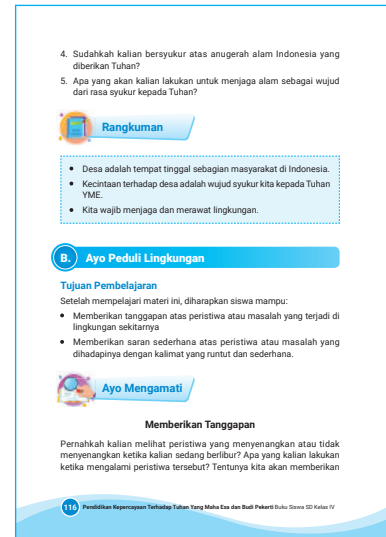 4. Sudahkah kalian bersyukur atas anugerah alam Indonesia yang
diberikan Tuhan?
5. Apa yang akan kalian lakukan untuk menjaga alam sebagai wujud
dari rasa syukur kepada Tuhan?
Rangkuman
• Desa adalah tempat tinggal sebagian masyarakat di Indonesia.
• Kecintaan terhadap desa adalah wujud syukur kita kepada Tuhan
YME.
• Kita wajib menjaga dan merawat lingkungan.
B. Ayo Peduli Lingkungan
Tujuan Pembelajaran
Setelah mempelajari materi ini, diharapkan siswa mampu:
• Memberikan tanggapan atas peristiwa atau masalah yang terjadi di
lingkungan sekitarnya
• Memberikan saran sederhana atas peristiwa atau masalah yang
dihadapinya dengan kalimat yang runtut dan sederhana.
Ayo Mengamati
Memberikan Tanggapan
Pernahkah kalian melihat peristiwa yang menyenangkan atau tidak
menyenangkan ketika kalian sedang berlibur? Apa yang kalian lakukan
ketika mengalami peristiwa tersebut? Tentunya kita akan memberikan
116 Pendidikan Kepercayaan Terhadap Tuhan Yang Maha Esa dan Budi Pekerti Buku Siswa SD Kelas IV